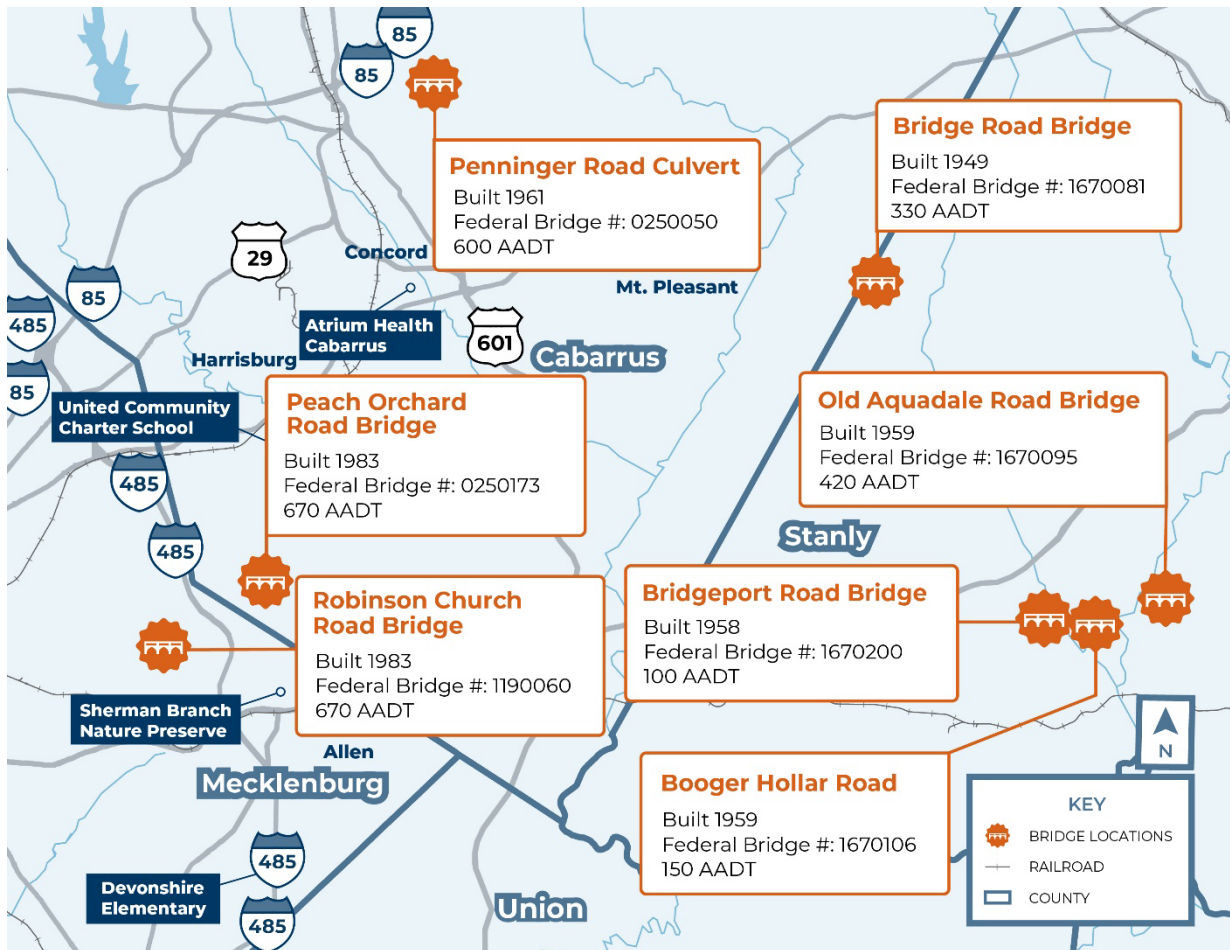 85
85
Penninger Road Culvert
Built 1961
Federal Bridge #: 0250050
600 AADT
Bridge Road Bridge
Built 1949
Federal Bridge #: 1670081
330 AADT
29
Concord
Mt. Pleasant
85
485
85
Atrium Health
Cabarrus
601
Cabarrus
Harrisburg
United Community
Charter School
Peach Orchard
Road Bridge
Built 1983
Federal Bridge #: 0250173
670 AADT
Old Aquadale Road Bridge
Built 1959
Federal Bridge #: 1670095
420 AADT
485
485
Stanly
Robinson Church
Road Bridge
Built 1983
Federal Bridge #: 1190060
670 AADT
Bridgeport Road Bridge
Built 1958
Federal Bridge #: 1670200
100 AADT
Sherman Branch
Nature Preserve
Allen
Mecklenburg
Booger Hollar Road
Built 1959
Federal Bridge #: 1670106
150 AADT
N
KEY
BRIDGE LOCATIONS
RAILROAD
COUNTY
485
Devonshire
Elementary
485
Union